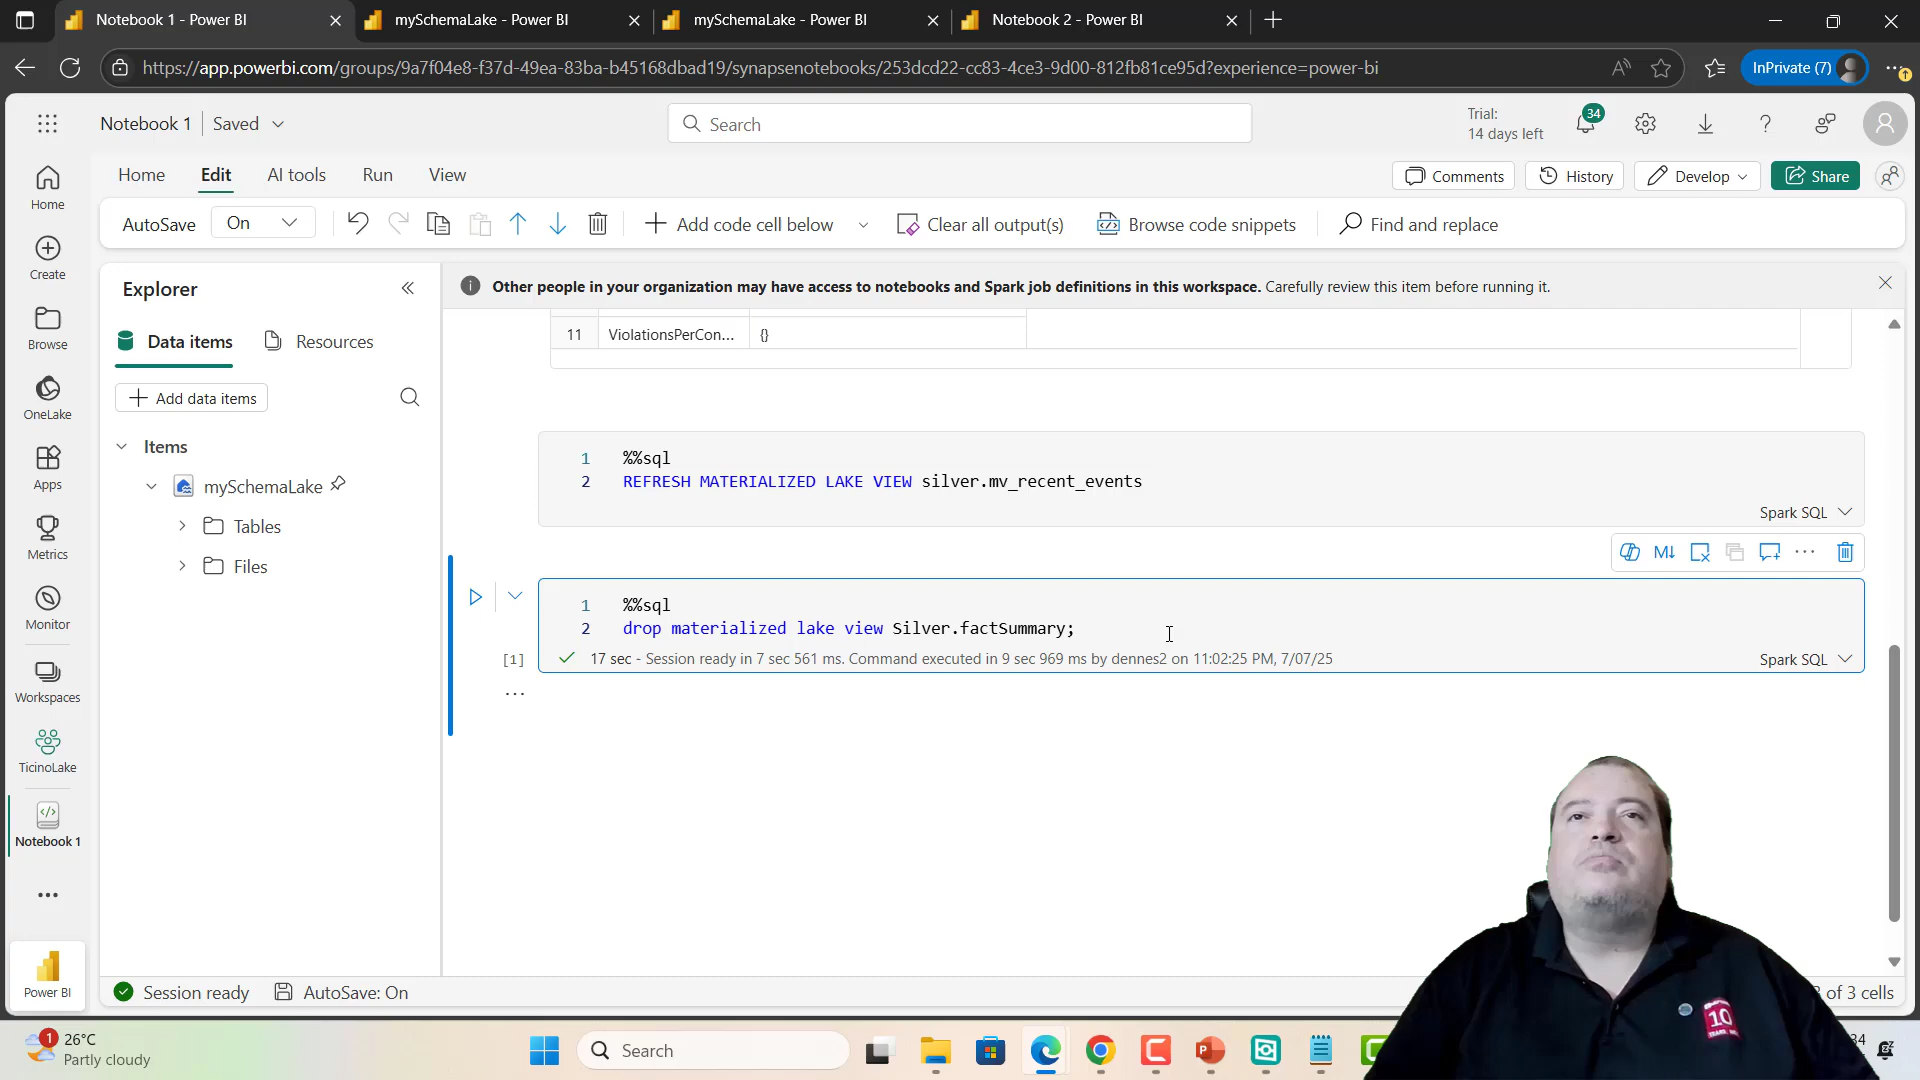 Notebook 1 - Power BI
mySchemaLake - Power BI
mySchemaLake - Power BI
Notebook 2 - Power BI
https://app.powerbi.com/groups/9a7f04e8-f37d-49ea-83ba-b45168dbad19/synapsenotebooks/253dcd22-cc83-4ce3-9d00-812fb81ce95d?experience=power-bi
InPrivate (7)
Notebook 1
Saved
Search
Trial:
14 days left
34
Home
Edit
AI tools
Run
View
Comments
History
Develop
Share
AutoSave
On
Add code cell below
Clear all output(s)
Browse code snippets
Find and replace
Home
Create
Browse
OneLake
Apps
Metrics
Monitor
Workspaces
TicinoLake
Notebook 1
Power BI
Explorer
Data items
Resources
Add data items
Items
mySchemaLake
Tables
Files
Other people in your organization may have access to notebooks and Spark job definitions in this workspace. Carefully review this item before running it.
11 ViolationsPerCon... {}
1 %%sql
2 REFRESH MATERIALIZED LAKE VIEW silver.mv_recent_events
Spark SQL
M↓
1 %%sql
2 drop materialized lake view Silver.factSummary;
[1]
17 sec - Session ready in 7 sec 561 ms. Command executed in 9 sec 969 ms by dennes2 on 11:02:25 PM, 7/07/25
Spark SQL
Session ready
AutoSave: On
of 3 cells
10
1
26°C
Partly cloudy
Search
34